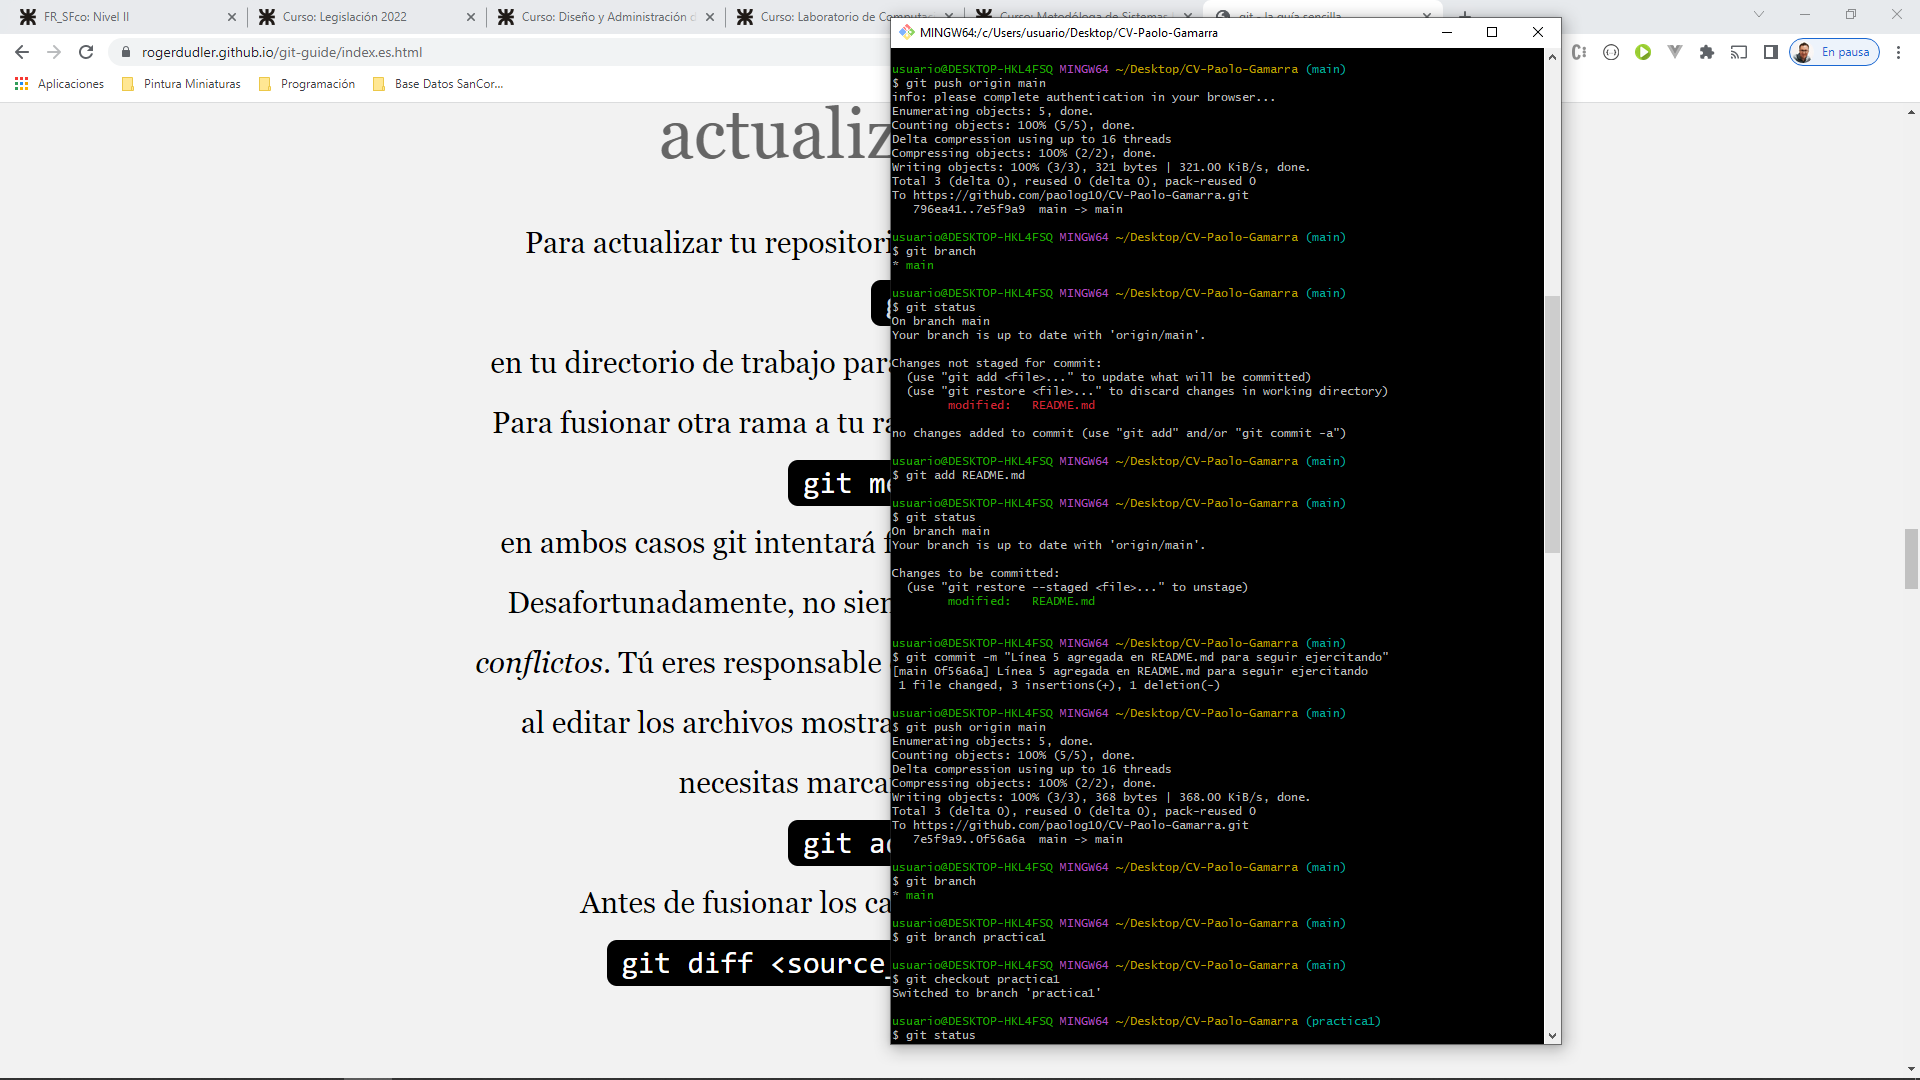 FR_SFco: Nivel II
Curso: Legislación 2022
Curso: Diseño y Administración d
Curso: Laboratorio de Computac
Curso: Metodóloga de Sistemas
git - la guía sencilla
rogerdudler.github.io/git-guide/index.es.html
En pausa
Aplicaciones
Pintura Miniaturas
Programación
Base Datos SanCor...
actualiz
Para actualizar tu repositori
en tu directorio de trabajo par
Para fusionar otra rama a tu ra
git me
en ambos casos git intentará f
Desafortunadamente, no sien
conflictos. Tú eres responsable
al editar los archivos mostra
necesitas marca
git ad
Antes de fusionar los ca
git diff <source_
MINGW64:/c/Users/usuario/Desktop/CV-Paolo-Gamarra
usuario@DESKTOP-HKL4FSQ MINGW64 ~/Desktop/CV-Paolo-Gamarra (main)
$ git push origin main
info: please complete authentication in your browser...
Enumerating objects: 5, done.
Counting objects: 100% (5/5), done.
Delta compression using up to 16 threads
Compressing objects: 100% (2/2), done.
Writing objects: 100% (3/3), 321 bytes | 321.00 KiB/s, done.
Total 3 (delta 0), reused 0 (delta 0), pack-reused 0
To https://github.com/paolog10/CV-Paolo-Gamarra.git
796ea41..7e5f9a9  main -> main
usuario@DESKTOP-HKL4FSQ MINGW64 ~/Desktop/CV-Paolo-Gamarra (main)
$ git branch
* main
usuario@DESKTOP-HKL4FSQ MINGW64 ~/Desktop/CV-Paolo-Gamarra (main)
$ git status
On branch main
Your branch is up to date with 'origin/main'.
Changes not staged for commit:
(use "git add <file>..." to update what will be committed)
(use "git restore <file>..." to discard changes in working directory)
modified:   README.md
no changes added to commit (use "git add" and/or "git commit -a")
usuario@DESKTOP-HKL4FSQ MINGW64 ~/Desktop/CV-Paolo-Gamarra (main)
$ git add README.md
usuario@DESKTOP-HKL4FSQ MINGW64 ~/Desktop/CV-Paolo-Gamarra (main)
$ git status
On branch main
Your branch is up to date with 'origin/main'.
Changes to be committed:
(use "git restore --staged <file>..." to unstage)
modified:   README.md
usuario@DESKTOP-HKL4FSQ MINGW64 ~/Desktop/CV-Paolo-Gamarra (main)
$ git commit -m "Línea 5 agregada en README.md para seguir ejercitando"
[main 0f56a6a] Línea 5 agregada en README.md para seguir ejercitando
1 file changed, 3 insertions(+), 1 deletion(-)
usuario@DESKTOP-HKL4FSQ MINGW64 ~/Desktop/CV-Paolo-Gamarra (main)
$ git push origin main
Enumerating objects: 5, done.
Counting objects: 100% (5/5), done.
Delta compression using up to 16 threads
Compressing objects: 100% (2/2), done.
Writing objects: 100% (3/3), 368 bytes | 368.00 KiB/s, done.
Total 3 (delta 0), reused 0 (delta 0), pack-reused 0
To https://github.com/paolog10/CV-Paolo-Gamarra.git
7e5f9a9..0f56a6a  main -> main
usuario@DESKTOP-HKL4FSQ MINGW64 ~/Desktop/CV-Paolo-Gamarra (main)
$ git branch
* main
usuario@DESKTOP-HKL4FSQ MINGW64 ~/Desktop/CV-Paolo-Gamarra (main)
$ git branch practica1
usuario@DESKTOP-HKL4FSQ MINGW64 ~/Desktop/CV-Paolo-Gamarra (main)
$ git checkout practica1
Switched to branch 'practica1'
usuario@DESKTOP-HKL4FSQ MINGW64 ~/Desktop/CV-Paolo-Gamarra (practica1)
$ git status